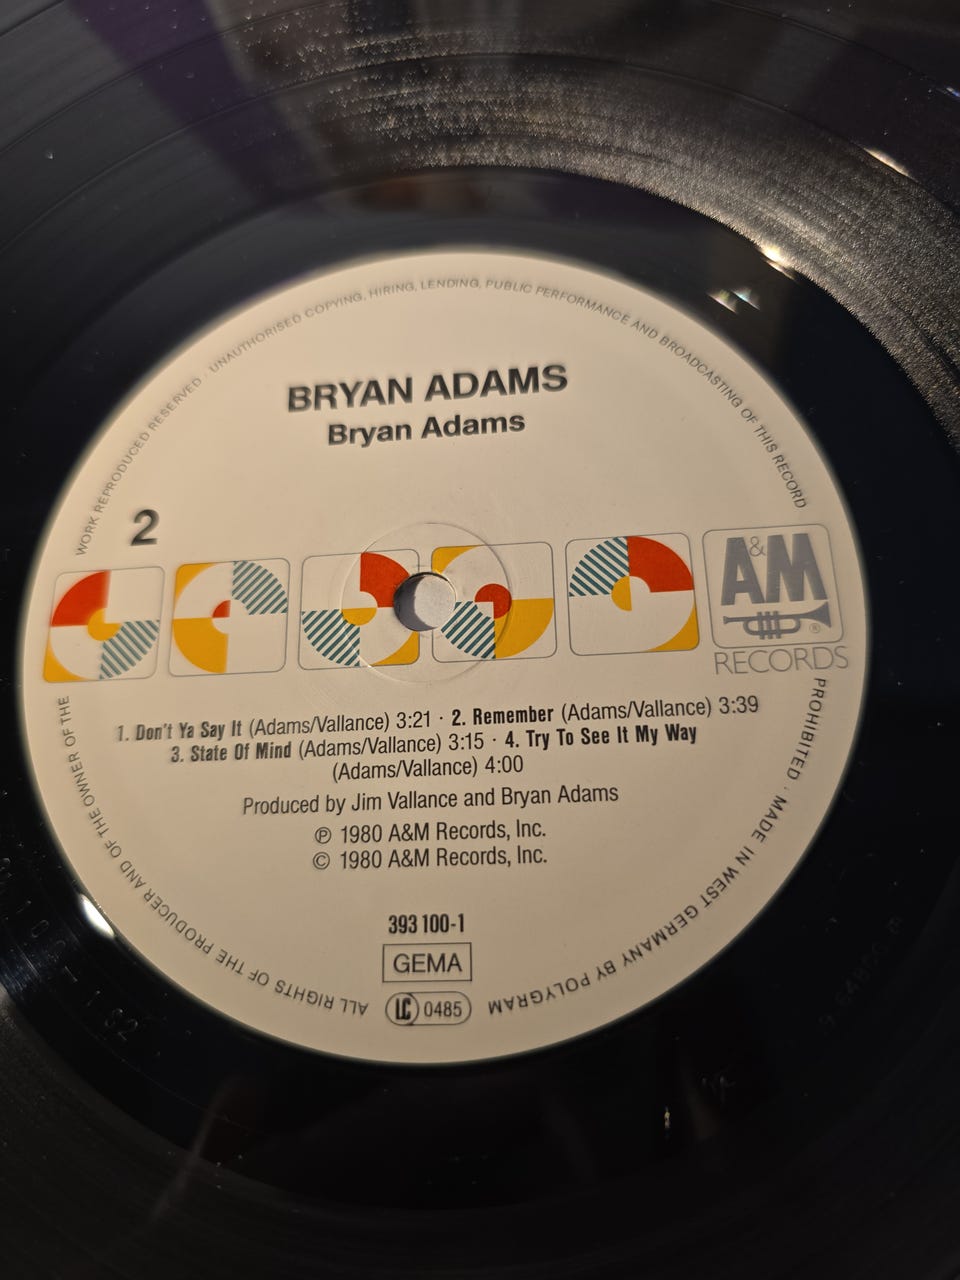 WORK REPRODUCED RESERVED · UNAUTHORISED COPYING, HIRING, LENDING, PUBLIC PERFORMANCE AND BROADCASTING OF THIS RECORD
BRYAN ADAMS
Bryan Adams
2
A&M
®
RECORDS
1. Don't Ya Say It (Adams/Vallance) 3:21 · 2. Remember (Adams/Vallance) 3:39
3. State Of Mind (Adams/Vallance) 3:15 · 4. Try To See It My Way
(Adams/Vallance) 4:00
Produced by Jim Vallance and Bryan Adams
℗ 1980 A&M Records, Inc.
© 1980 A&M Records, Inc.
393 100-1
GEMA
LC 0485
ALL RIGHTS OF THE PRODUCER AND OF THE OWNER OF THE
PROHIBITED · MADE IN WEST GERMANY BY POLYGRAM